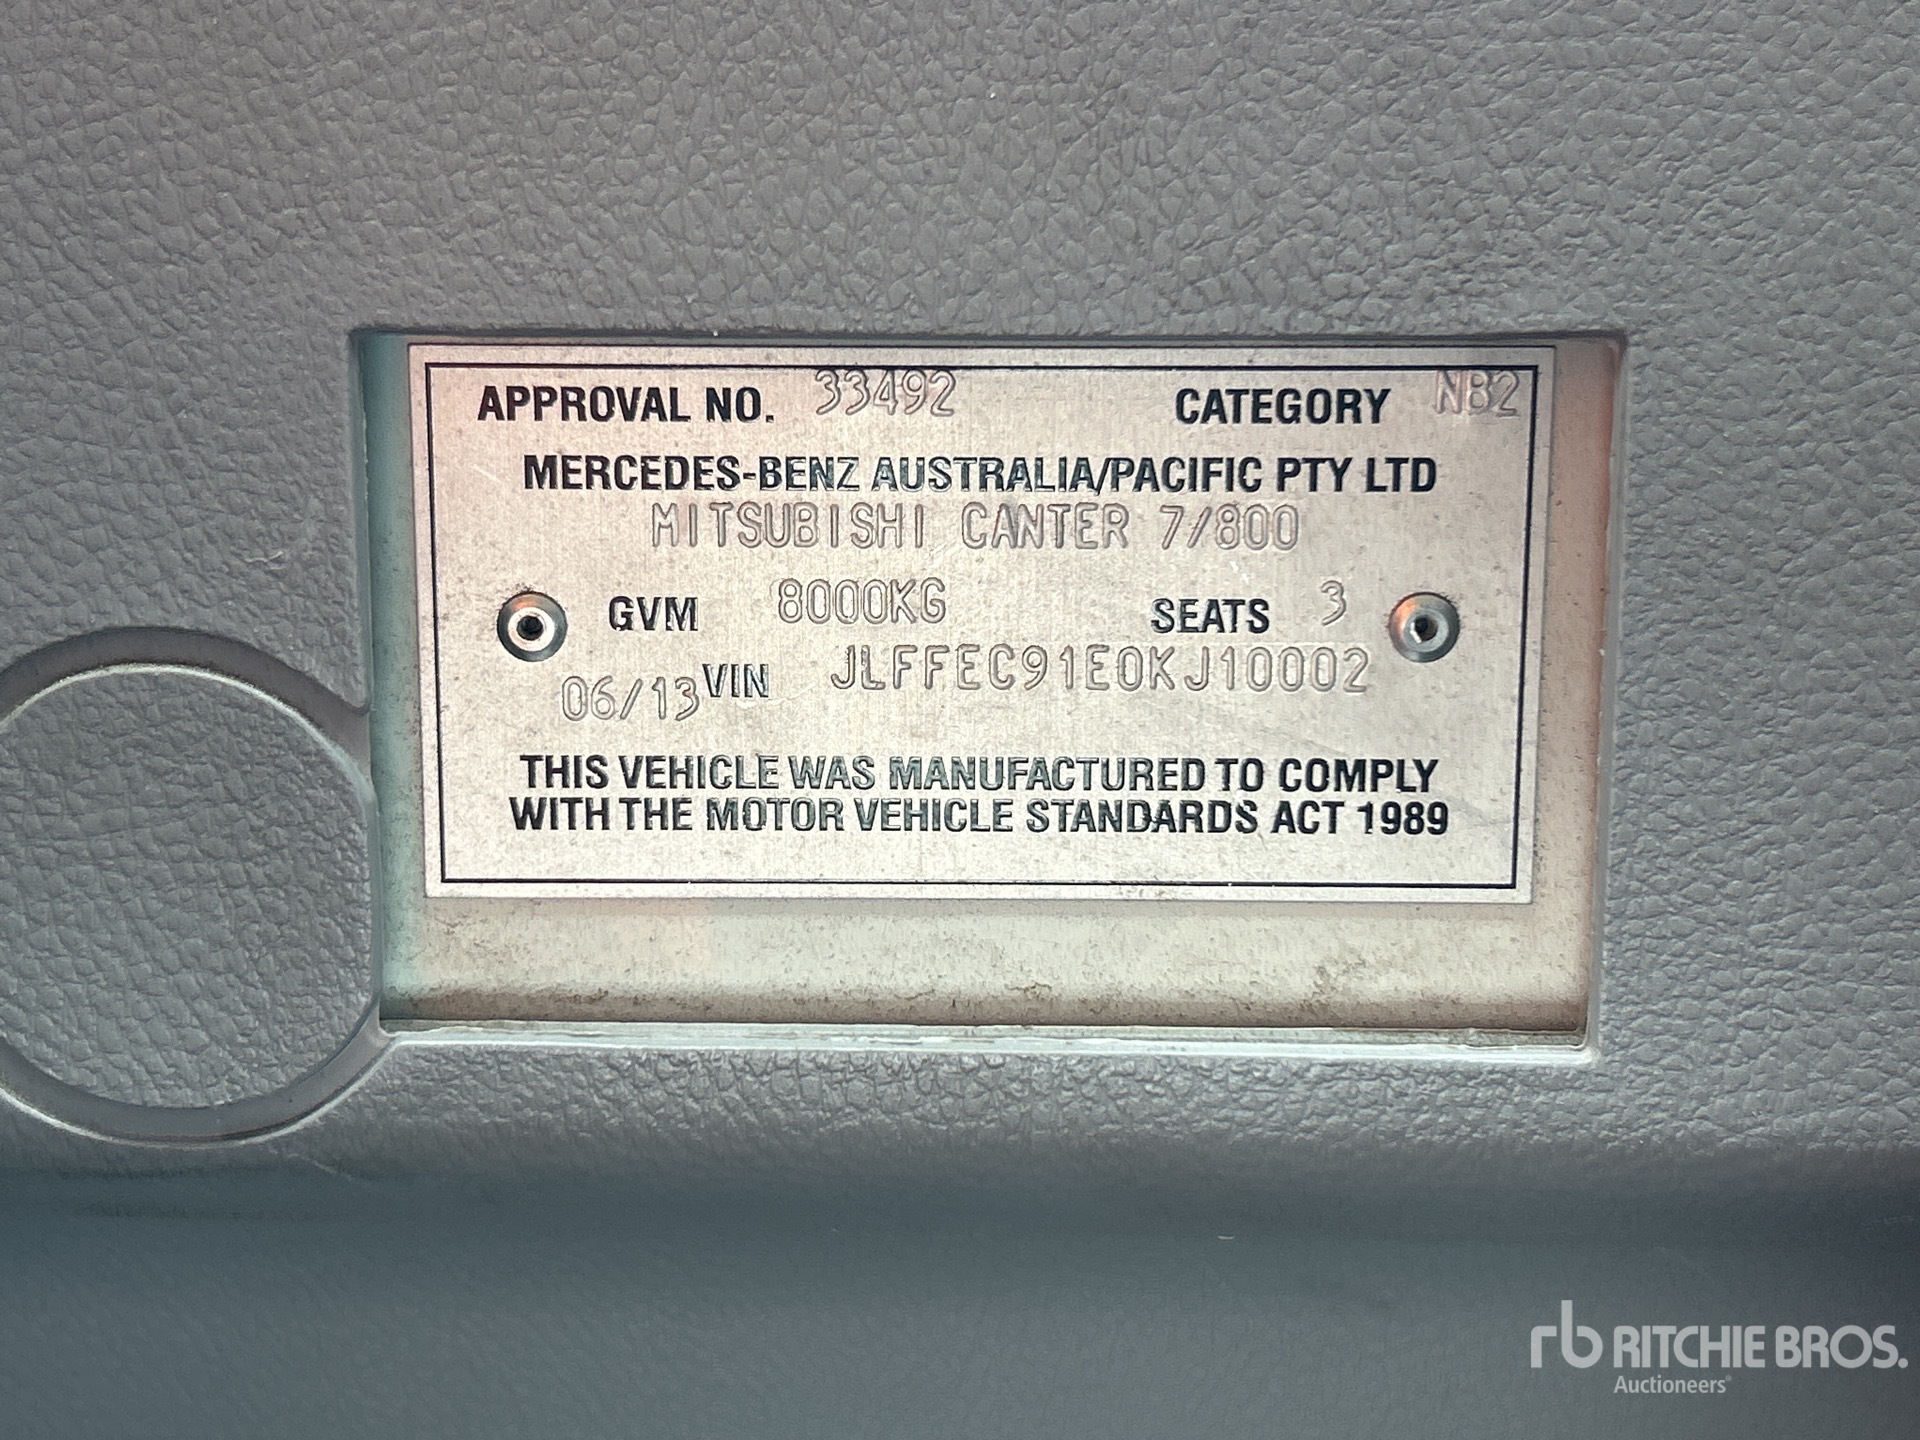 APPROVAL NO. 33492 CATEGORY NB2
MERCEDES-BENZ AUSTRALIA/PACIFIC PTY LTD
MITSUBISHI CANTER 7/800
GVM 8000KG SEATS 3
06/13 VIN JLFFEC91E0KJ10002
THIS VEHICLE WAS MANUFACTURED TO COMPLY
WITH THE MOTOR VEHICLE STANDARDS ACT 1989
rb RITCHIE BROS.
Auctioneers®